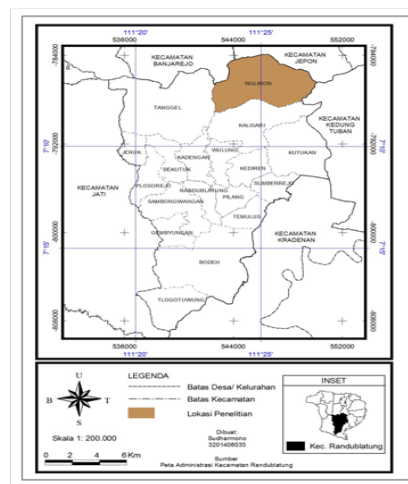 111°20' 111°25'
536000 544000 552000
784000 784000
KECAMATAN
BANJAREJO
KECAMATAN
JEPON
NGLIRON
TANGGEL
KECAMATAN
KEDUNG
TUBAN
KALISARI
792000 792000
7°10' 7°10'
JERUK
WULUNG
KADENGAN
KUTUKAN
BEKUTUK
KEDIREN
KECAMATAN
JATI
PLOSOREJO
RANDUBLATUNG
SUMBERREJO
PILANG
SAMBONGWANGAN
TEMULUS
800000 800000
GEMBYUNGAN
KECAMATAN
KRADENAN
7°15' 7°15'
BODEH
TLOGOTUWUNG
808000 808000
536000 544000 552000
111°20' 111°25'
U
B T
S
LEGENDA
Batas Desa/ Kelurahan
Batas Kecamatan
Lokasi Penelitian
INSET
Kec. Randublatung
Skala 1: 200.000
0 2 4 6 Km
Dibuat:
Sudharmono
3201408033
Sumber
Peta Administrasi Kecamatan Randublatung